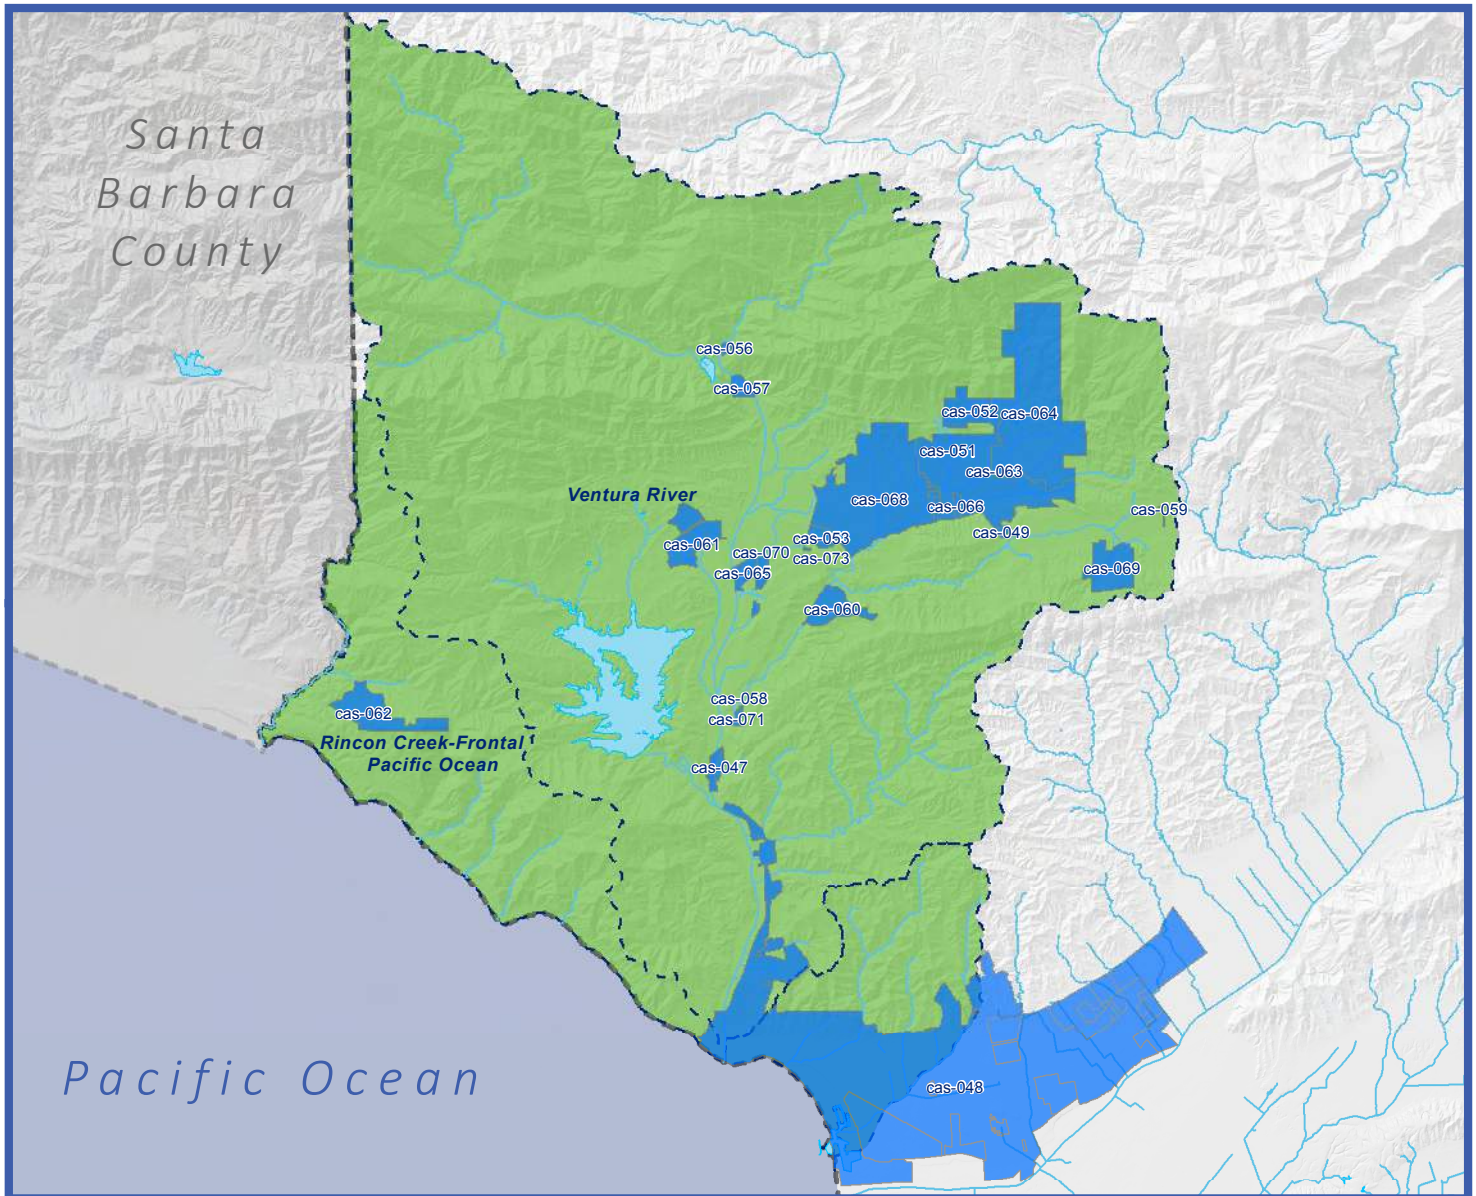 Santa
Barbara
County
cas-056
cas-057
cas-052
cas-064
cas-051
cas-063
Ventura River
cas-068
cas-066
cas-059
cas-049
cas-053
cas-061
cas-070
cas-073
cas-065
cas-069
cas-060
cas-058
cas-062
cas-071
Rincon Creek-Frontal
Pacific Ocean
cas-047
Pacific Ocean
cas-048